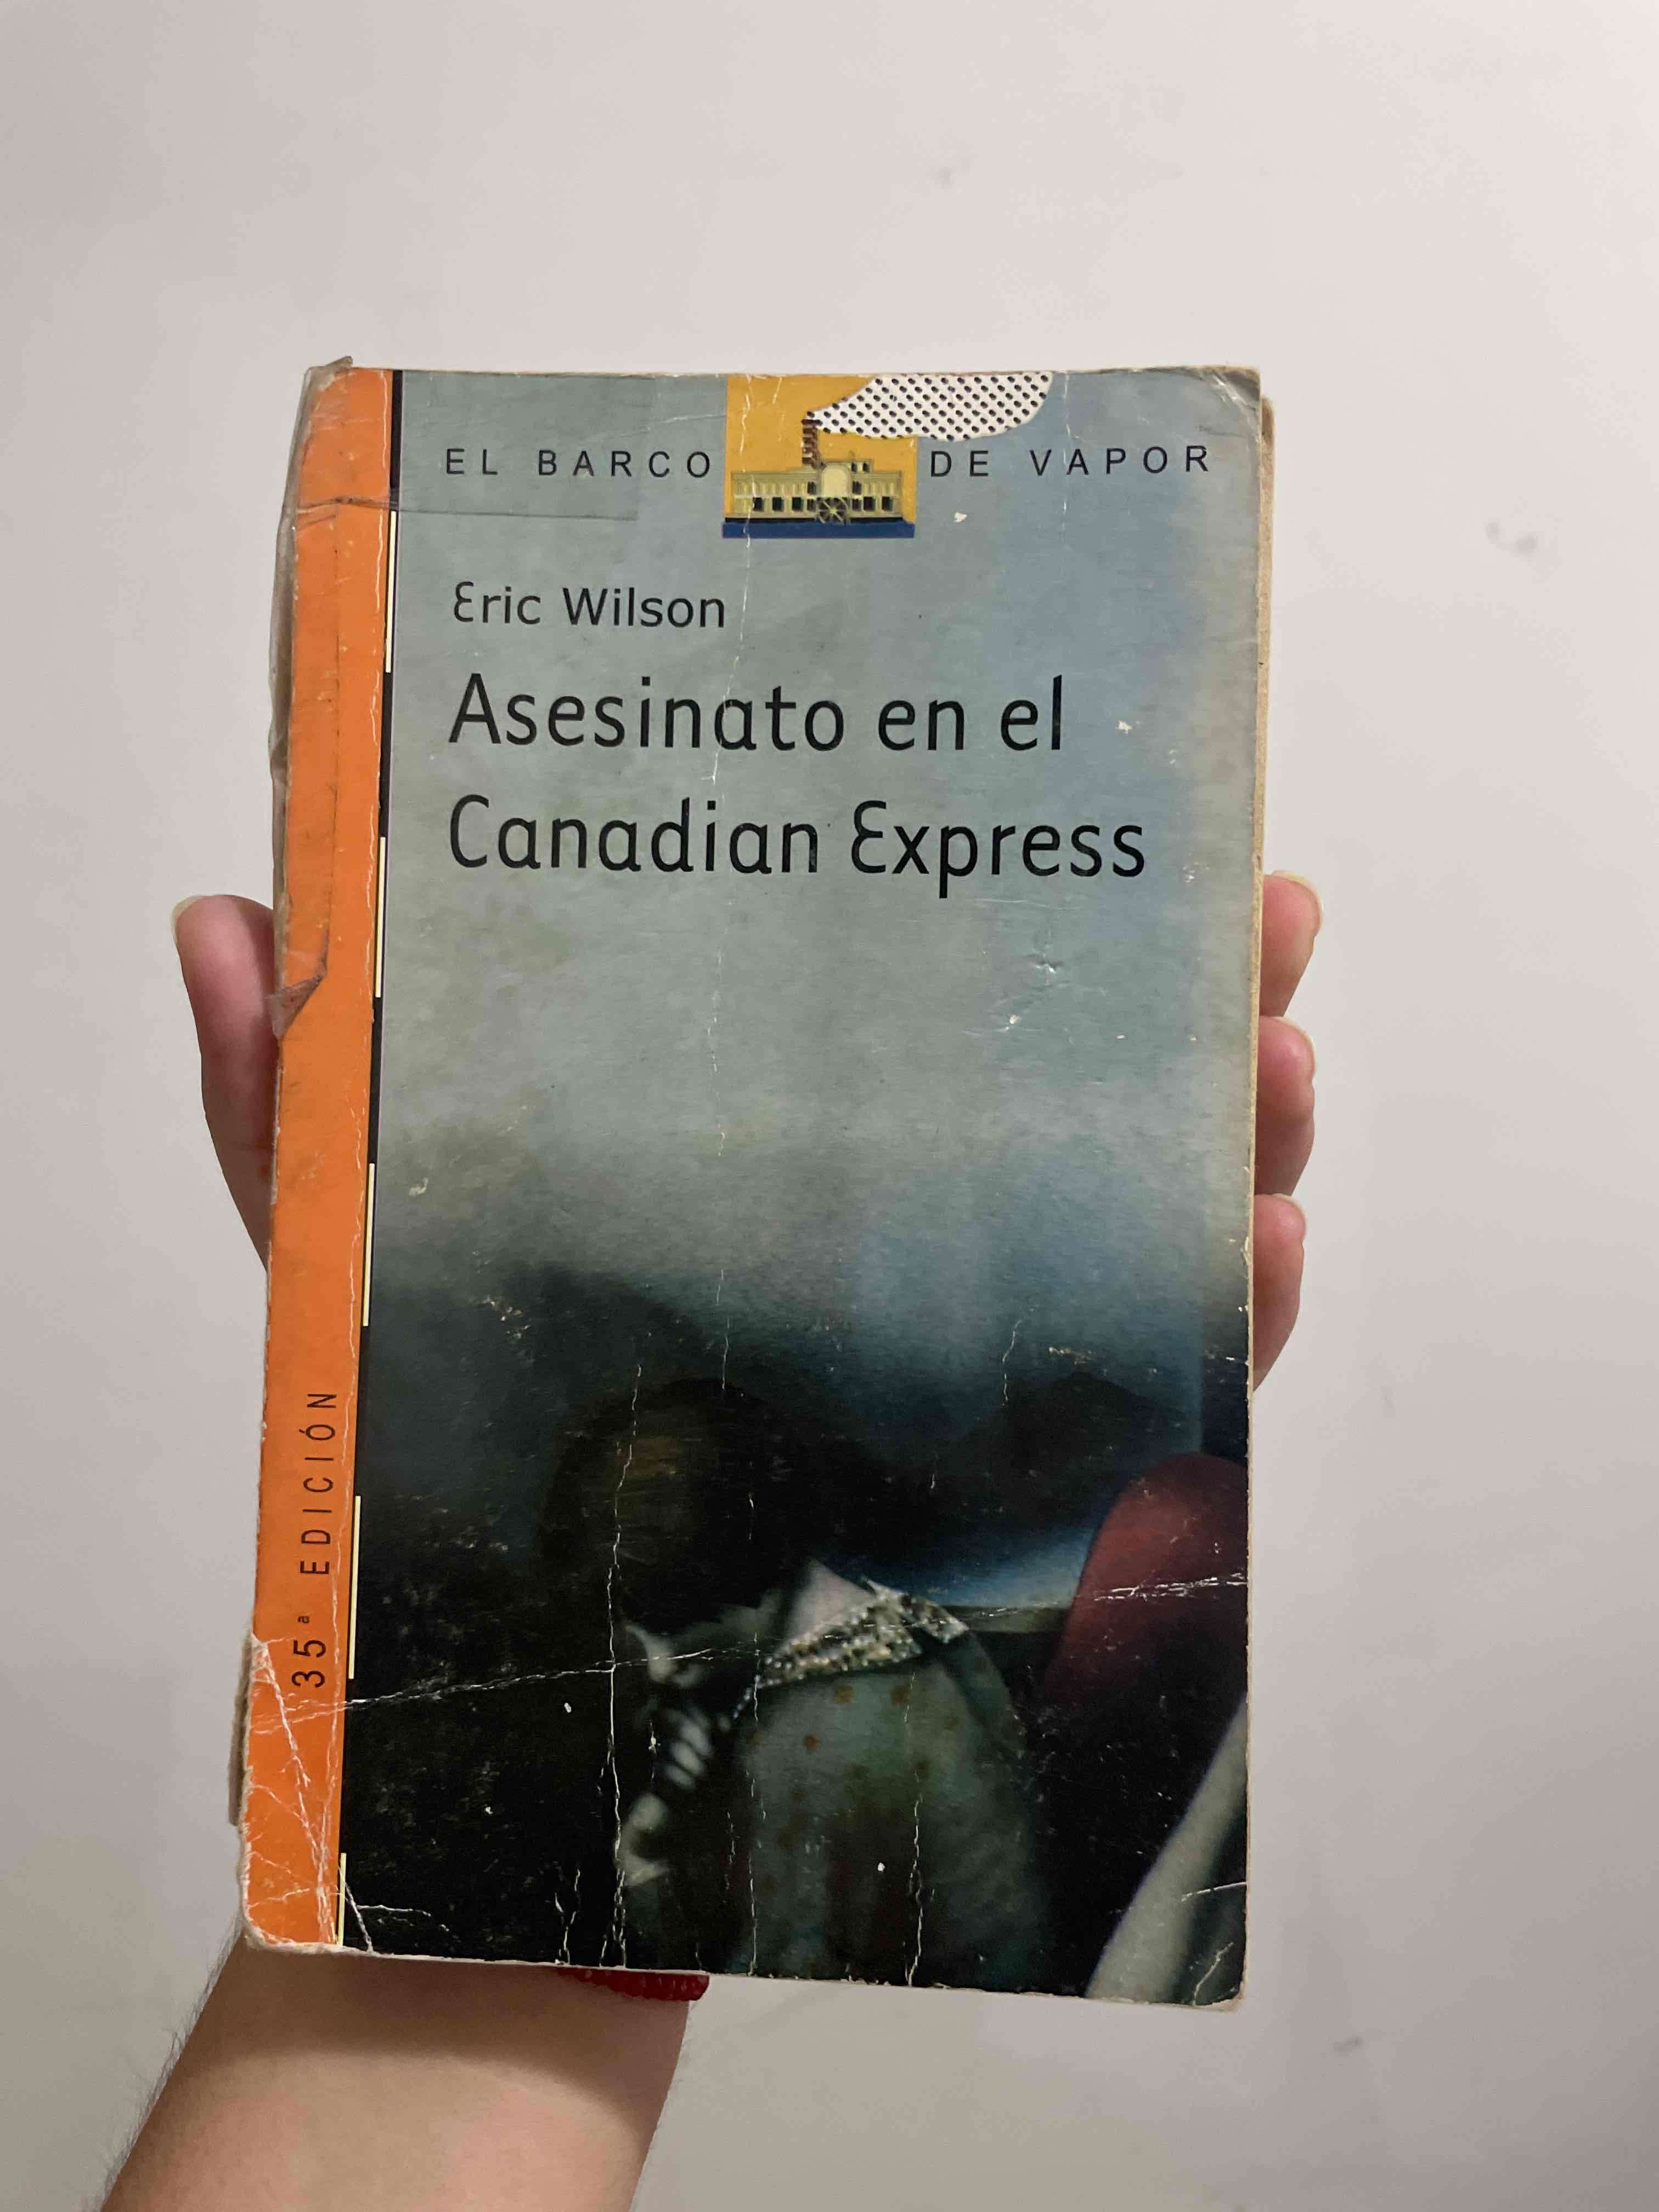 EL BARCO DE VAPOR
Eric Wilson
Asesinato en el
Canadian Express
35ª EDICIÓN